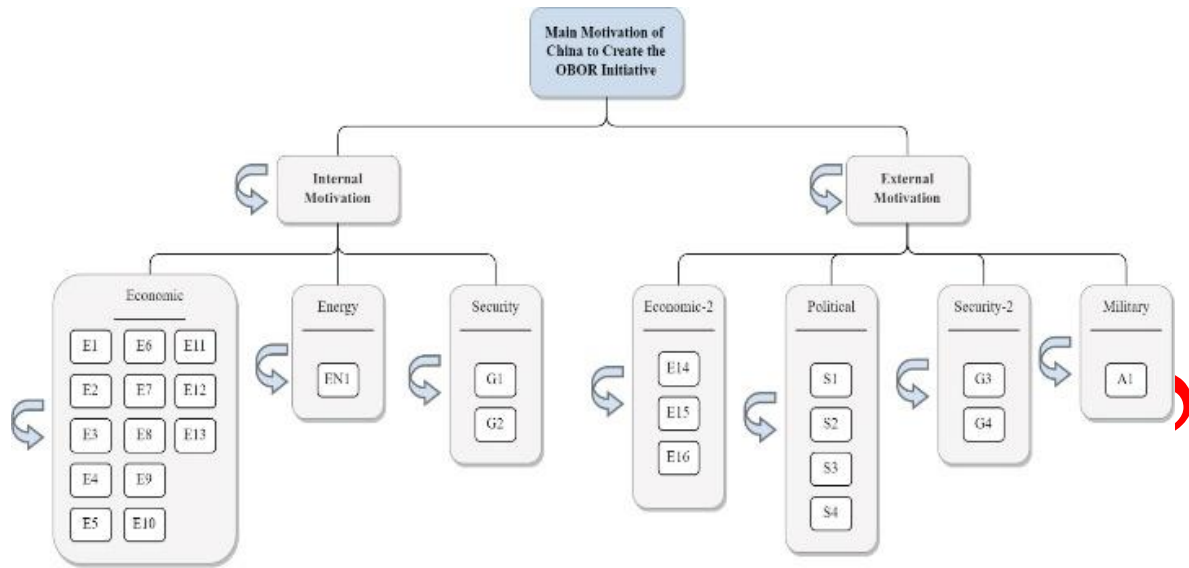 Main Motivation of
China to Create the
OBOR Initiative
Internal
Motivation
External
Motivation
Economic
E1 E6 E11
E2 E7 E12
E3 E8 E13
E4 E9
E5 E10
Energy
EN1
Security
G1
G2
Economic-2
E14
E15
E16
Political
S1
S2
S3
S4
Security-2
G3
G4
Military
A1